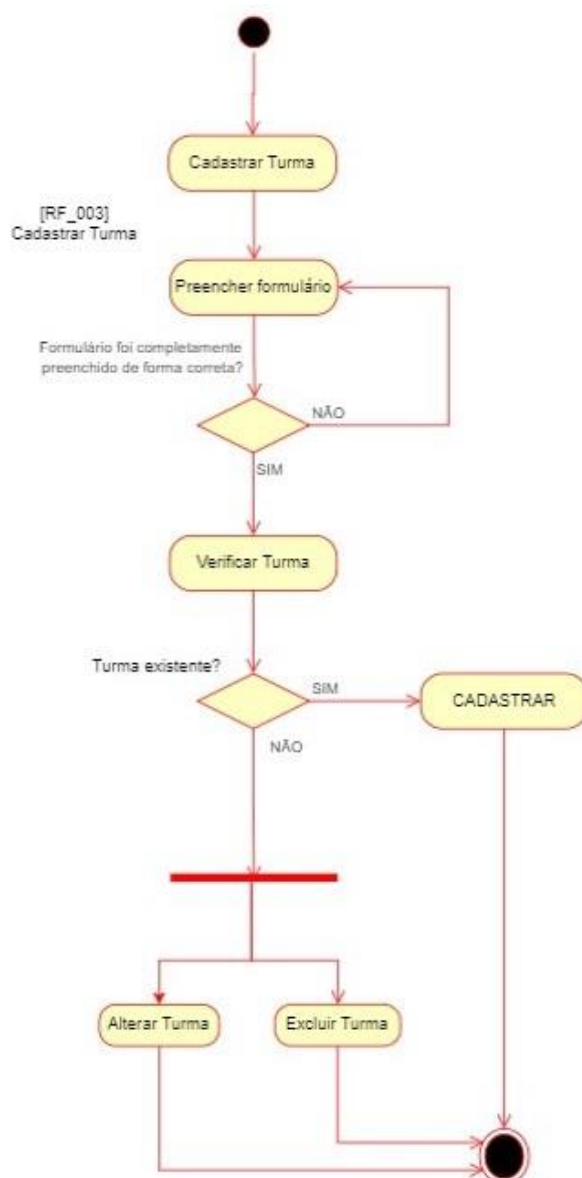 Cadastrar Turma
[RF_003]
Cadastrar Turma
Preencher formulário
Formulário foi completamente
preenchido de forma correta?
NÃO
SIM
Verificar Turma
Turma existente?
SIM
CADASTRAR
NÃO
Alterar Turma
Excluir Turma